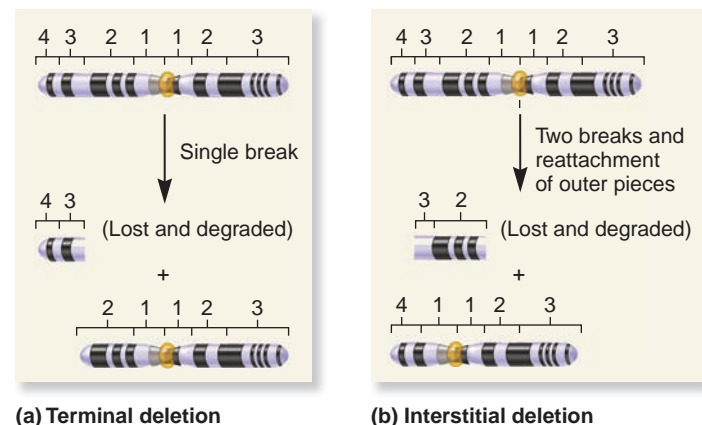 4 3 2 1 1 2 3
Single break
4 3
(Lost and degraded)
+
2 1 1 2 3
(a) Terminal deletion
4 3 2 1 1 2 3
Two breaks and
reattachment
of outer pieces
3 2
(Lost and degraded)
+
4 1 1 2 3
(b) Interstitial deletion